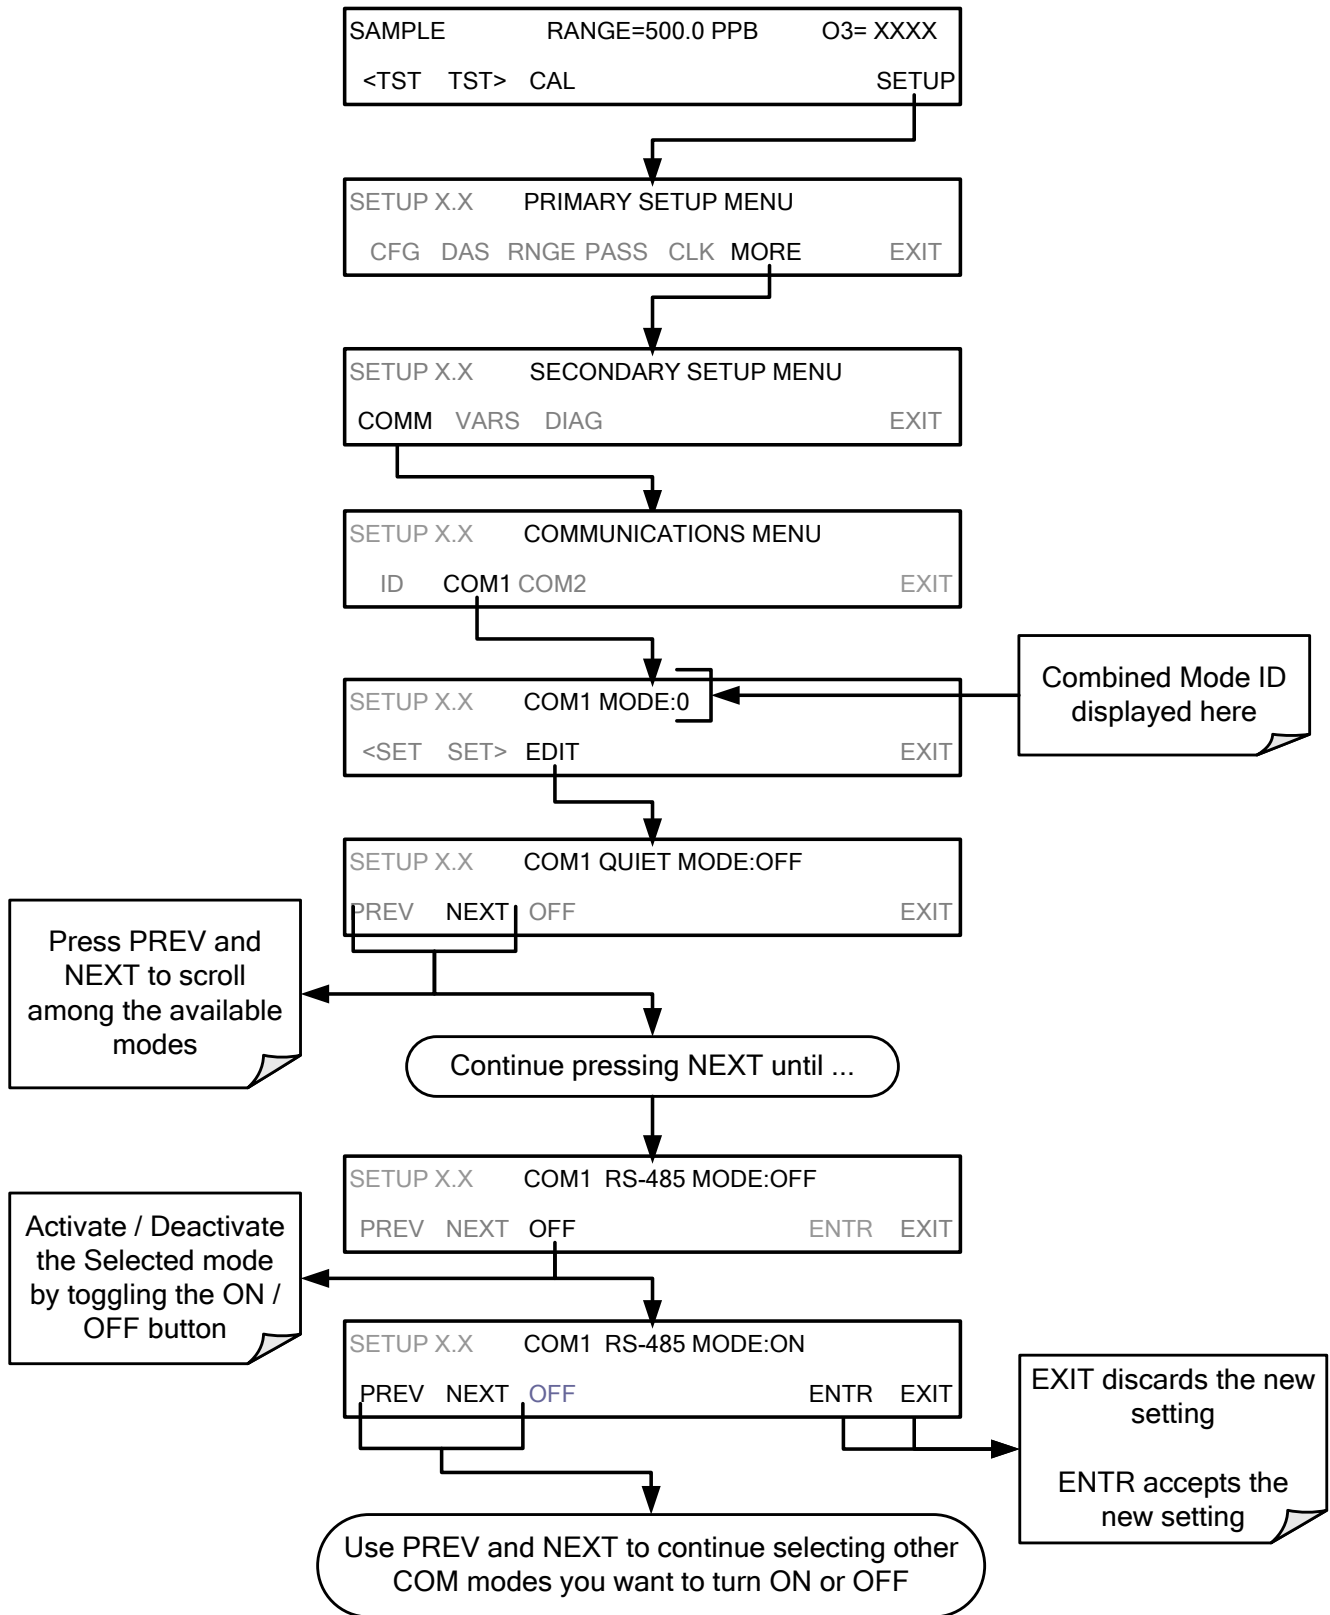 SAMPLE RANGE=500.0 PPB O3= XXXX
<TST TST> CAL SETUP
SETUP X.X PRIMARY SETUP MENU
CFG DAS RNGE PASS CLK MORE EXIT
SETUP X.X SECONDARY SETUP MENU
COMM VARS DIAG EXIT
SETUP X.X COMMUNICATIONS MENU
ID COM1 COM2 EXIT
SETUP X.X COM1 MODE:0
<SET SET> EDIT EXIT
Combined Mode ID
displayed here
SETUP X.X COM1 QUIET MODE:OFF
PREV NEXT OFF EXIT
Press PREV and
NEXT to scroll
among the available
modes
Continue pressing NEXT until ...
SETUP X.X COM1 RS-485 MODE:OFF
PREV NEXT OFF ENTR EXIT
Activate / Deactivate
the Selected mode
by toggling the ON /
OFF button
SETUP X.X COM1 RS-485 MODE:ON
PREV NEXT OFF ENTR EXIT
EXIT discards the new
setting
ENTR accepts the
new setting
Use PREV and NEXT to continue selecting other
COM modes you want to turn ON or OFF